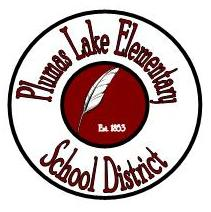 Plumas Lake Elementary
Est. 1853
School District